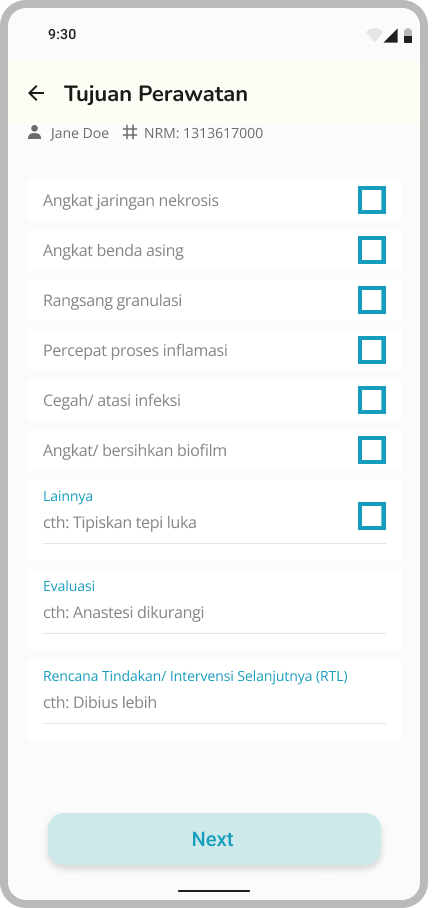 9:30
Tujuan Perawatan
Jane Doe # NRM: 1313617000
Angkat jaringan nekrosis
Angkat benda asing
Rangsang granulasi
Percepat proses inflamasi
Cegah/ atasi infeksi
Angkat/ bersihkan biofilm
Lainnya
cth: Tipiskan tepi luka
Evaluasi
cth: Anastesi dikurangi
Rencana Tindakan/ Intervensi Selanjutnya (RTL)
cth: Dibius lebih
Next